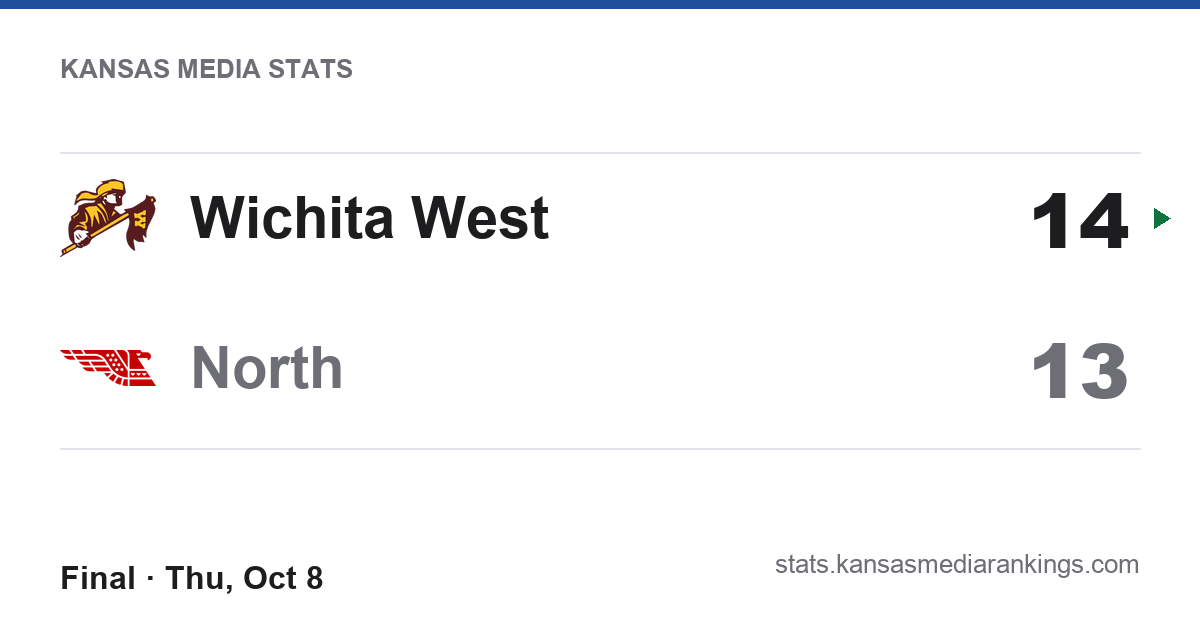 KANSAS MEDIA STATS
Wichita West 14
W
North 13
Final · Thu, Oct 8
stats.kansasmediarankings.com